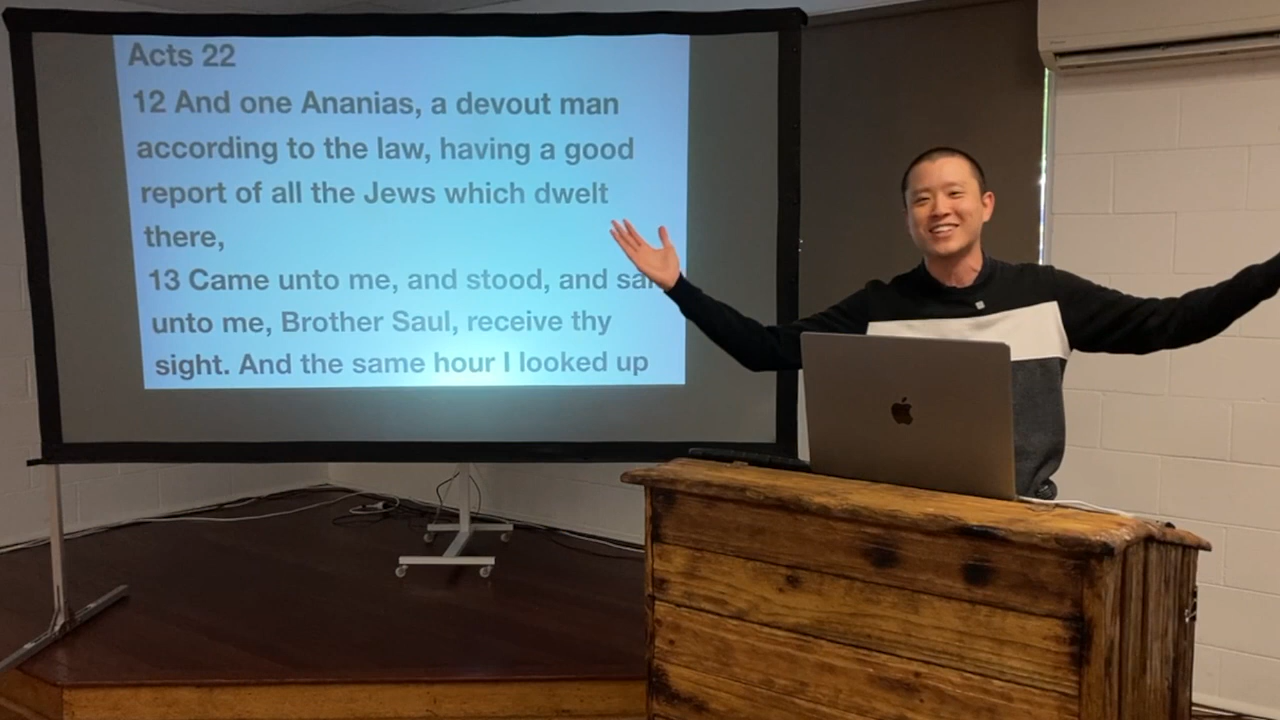 Acts 22
12 And one Ananias, a devout man
according to the law, having a good
report of all the Jews which dwelt
there,
13 Came unto me, and stood, and
unto me, Brother Saul, receive thy
sight. And the same hour I looked up